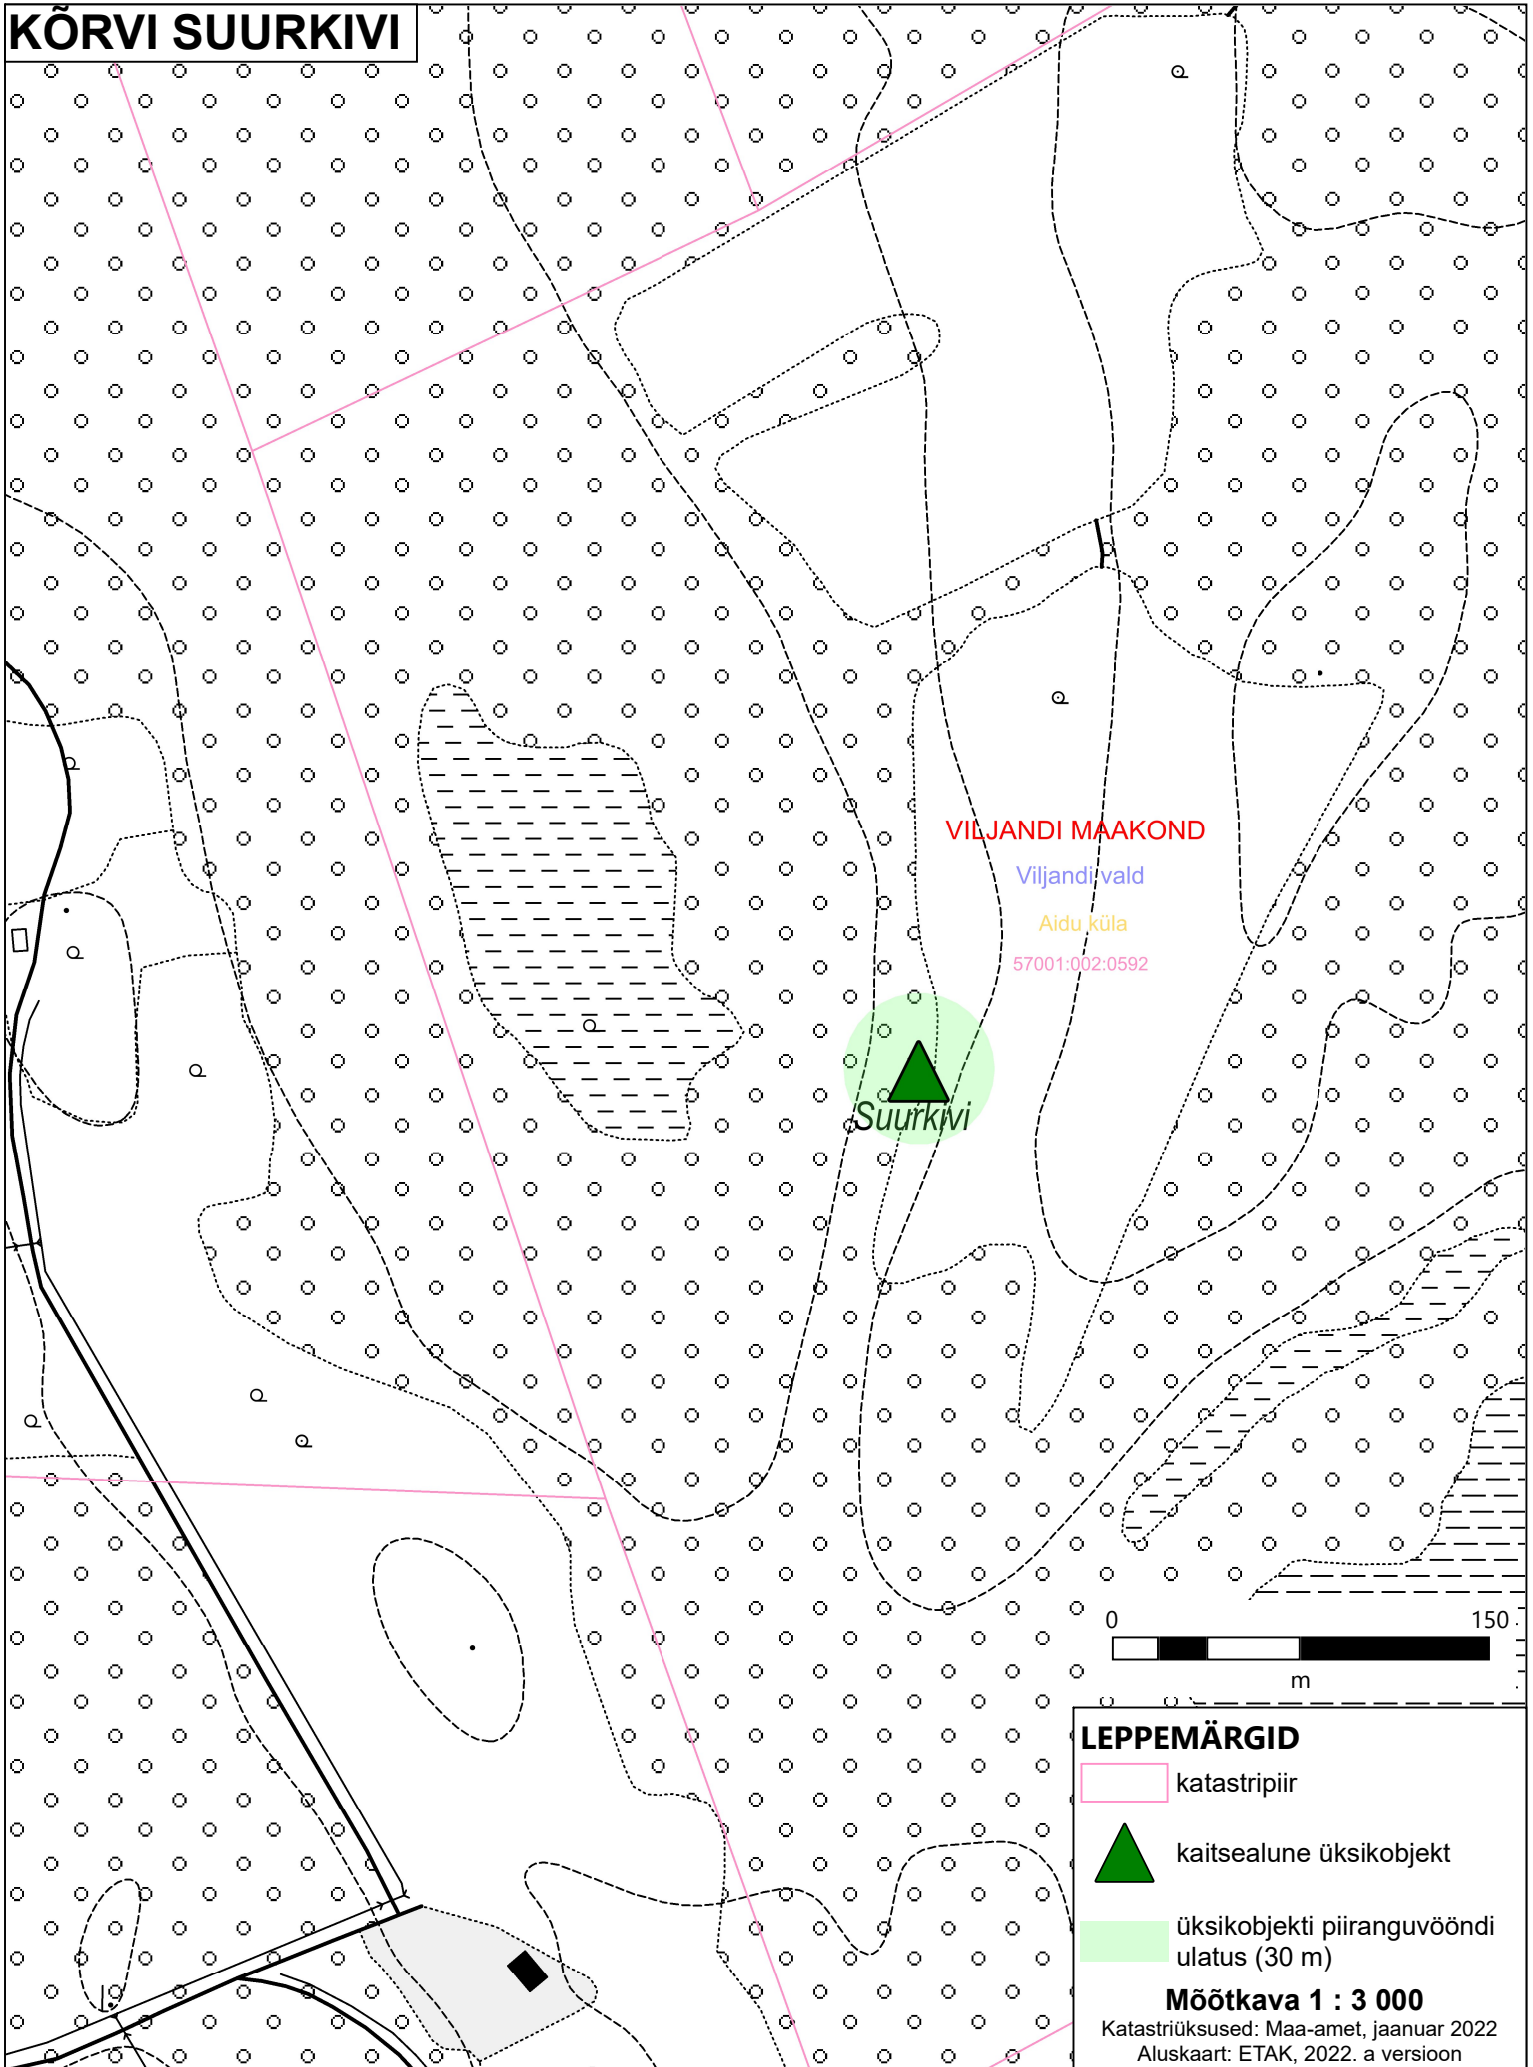 KÕRVI SUURKIVI
VILJANDI MAAKOND
Viljandi vald
Aidu küla
57001:002:0592
Suurkivi
0 150
m
LEPPEMÄRGID
katastripiir
kaitsealune üksikobjekt
üksikobjekti piiranguvööndi
ulatus (30 m)
Mõõtkava 1 : 3 000
Katastriüksused: Maa-amet, jaanuar 2022
Aluskaart: ETAK, 2022. a versioon